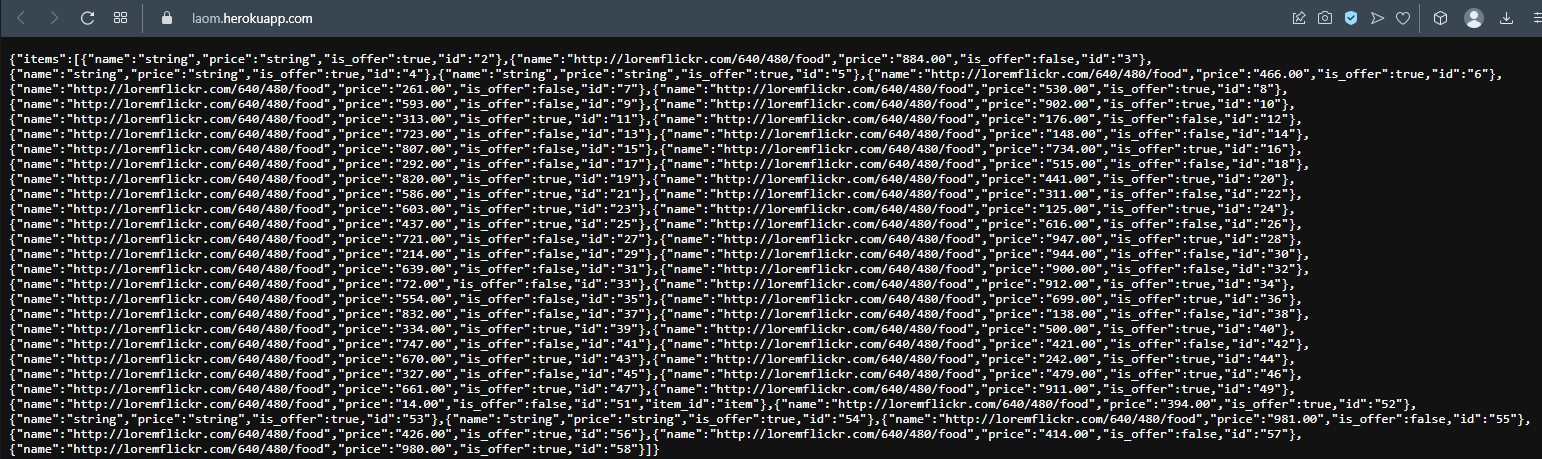 laom.herokuapp.com
{"items":[{"name":"string","price":"string","is_offer":true,"id":"2"},{"name":"http://loremflickr.com/640/480/food","price":"884.00","is_offer":false,"id":"3"},
{"name":"string","price":"string","is_offer":true,"id":"4"},{"name":"string","price":"string","is_offer":true,"id":"5"},{"name":"http://loremflickr.com/640/480/food","price":"466.00","is_offer":true,"id":"6"},
{"name":"http://loremflickr.com/640/480/food","price":"261.00","is_offer":false,"id":"7"},{"name":"http://loremflickr.com/640/480/food","price":"530.00","is_offer":true,"id":"8"},
{"name":"http://loremflickr.com/640/480/food","price":"593.00","is_offer":false,"id":"9"},{"name":"http://loremflickr.com/640/480/food","price":"902.00","is_offer":true,"id":"10"},
{"name":"http://loremflickr.com/640/480/food","price":"313.00","is_offer":true,"id":"11"},{"name":"http://loremflickr.com/640/480/food","price":"176.00","is_offer":false,"id":"12"},
{"name":"http://loremflickr.com/640/480/food","price":"723.00","is_offer":false,"id":"13"},{"name":"http://loremflickr.com/640/480/food","price":"148.00","is_offer":false,"id":"14"},
{"name":"http://loremflickr.com/640/480/food","price":"807.00","is_offer":true,"id":"15"},{"name":"http://loremflickr.com/640/480/food","price":"734.00","is_offer":true,"id":"16"},
{"name":"http://loremflickr.com/640/480/food","price":"292.00","is_offer":true,"id":"17"},{"name":"http://loremflickr.com/640/480/food","price":"515.00","is_offer":false,"id":"18"},
{"name":"http://loremflickr.com/640/480/food","price":"820.00","is_offer":true,"id":"19"},{"name":"http://loremflickr.com/640/480/food","price":"441.00","is_offer":true,"id":"20"},
{"name":"http://loremflickr.com/640/480/food","price":"586.00","is_offer":true,"id":"21"},{"name":"http://loremflickr.com/640/480/food","price":"311.00","is_offer":false,"id":"22"},
{"name":"http://loremflickr.com/640/480/food","price":"603.00","is_offer":true,"id":"23"},{"name":"http://loremflickr.com/640/480/food","price":"125.00","is_offer":true,"id":"24"},
{"name":"http://loremflickr.com/640/480/food","price":"437.00","is_offer":true,"id":"25"},{"name":"http://loremflickr.com/640/480/food","price":"616.00","is_offer":false,"id":"26"},
{"name":"http://loremflickr.com/640/480/food","price":"721.00","is_offer":false,"id":"27"},{"name":"http://loremflickr.com/640/480/food","price":"947.00","is_offer":true,"id":"28"},
{"name":"http://loremflickr.com/640/480/food","price":"214.00","is_offer":false,"id":"29"},{"name":"http://loremflickr.com/640/480/food","price":"944.00","is_offer":false,"id":"30"},
{"name":"http://loremflickr.com/640/480/food","price":"639.00","is_offer":false,"id":"31"},{"name":"http://loremflickr.com/640/480/food","price":"900.00","is_offer":false,"id":"32"},
{"name":"http://loremflickr.com/640/480/food","price":"72.00","is_offer":false,"id":"33"},{"name":"http://loremflickr.com/640/480/food","price":"912.00","is_offer":true,"id":"34"},
{"name":"http://loremflickr.com/640/480/food","price":"554.00","is_offer":false,"id":"35"},{"name":"http://loremflickr.com/640/480/food","price":"699.00","is_offer":true,"id":"36"},
{"name":"http://loremflickr.com/640/480/food","price":"832.00","is_offer":false,"id":"37"},{"name":"http://loremflickr.com/640/480/food","price":"138.00","is_offer":false,"id":"38"},
{"name":"http://loremflickr.com/640/480/food","price":"334.00","is_offer":true,"id":"39"},{"name":"http://loremflickr.com/640/480/food","price":"500.00","is_offer":true,"id":"40"},
{"name":"http://loremflickr.com/640/480/food","price":"747.00","is_offer":false,"id":"41"},{"name":"http://loremflickr.com/640/480/food","price":"421.00","is_offer":false,"id":"42"},
{"name":"http://loremflickr.com/640/480/food","price":"670.00","is_offer":true,"id":"43"},{"name":"http://loremflickr.com/640/480/food","price":"242.00","is_offer":true,"id":"44"},
{"name":"http://loremflickr.com/640/480/food","price":"327.00","is_offer":false,"id":"45"},{"name":"http://loremflickr.com/640/480/food","price":"479.00","is_offer":true,"id":"46"},
{"name":"http://loremflickr.com/640/480/food","price":"661.00","is_offer":true,"id":"47"},{"name":"http://loremflickr.com/640/480/food","price":"911.00","is_offer":true,"id":"49"},
{"name":"http://loremflickr.com/640/480/food","price":"14.00","is_offer":false,"id":"51","item_id":"item"},{"name":"http://loremflickr.com/640/480/food","price":"394.00","is_offer":true,"id":"52"},
{"name":"string","price":"string","is_offer":true,"id":"53"},{"name":"string","price":"string","is_offer":true,"id":"54"},{"name":"http://loremflickr.com/640/480/food","price":"981.00","is_offer":false,"id":"55"},
{"name":"http://loremflickr.com/640/480/food","price":"426.00","is_offer":true,"id":"56"},{"name":"http://loremflickr.com/640/480/food","price":"414.00","is_offer":false,"id":"57"},
{"name":"http://loremflickr.com/640/480/food","price":"980.00","is_offer":true,"id":"58"}]}